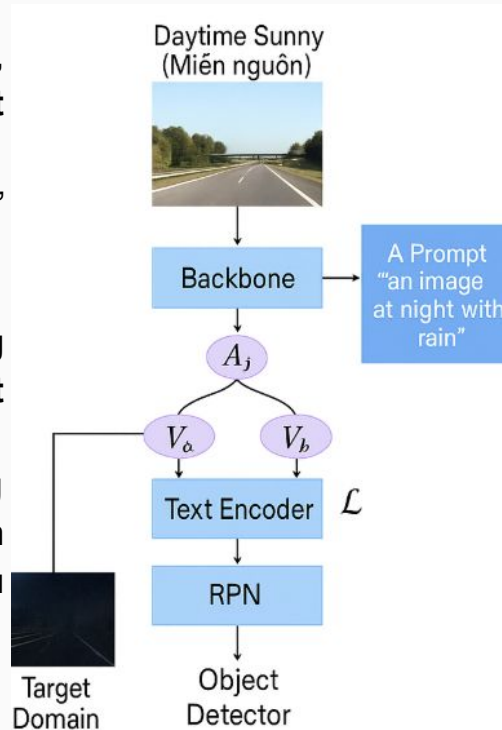 Daytime Sunny
(Miến nguôn)
Backbone
A Prompt
“"an image
at night with
rain”
A_j
V_a
V_b
Text Encoder
ℒ
RPN
Target
Domain
Object
Detector